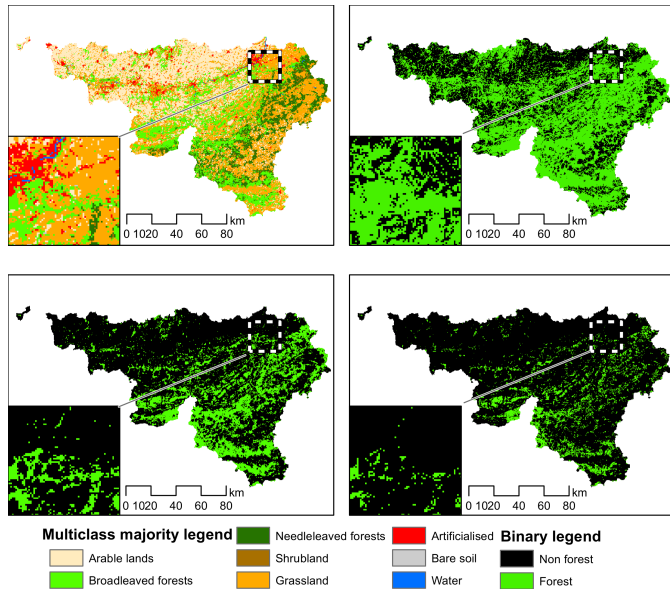 km
0 1020 40 60 80
km
0 1020 40 60 80
km
0 1020 40 60 80
km
0 1020 40 60 80
Multiclass majority legend
Needleleaved forests
Artificialised
Binary legend
Arable lands
Shrubland
Bare soil
Non forest
Broadleaved forests
Grassland
Water
Forest